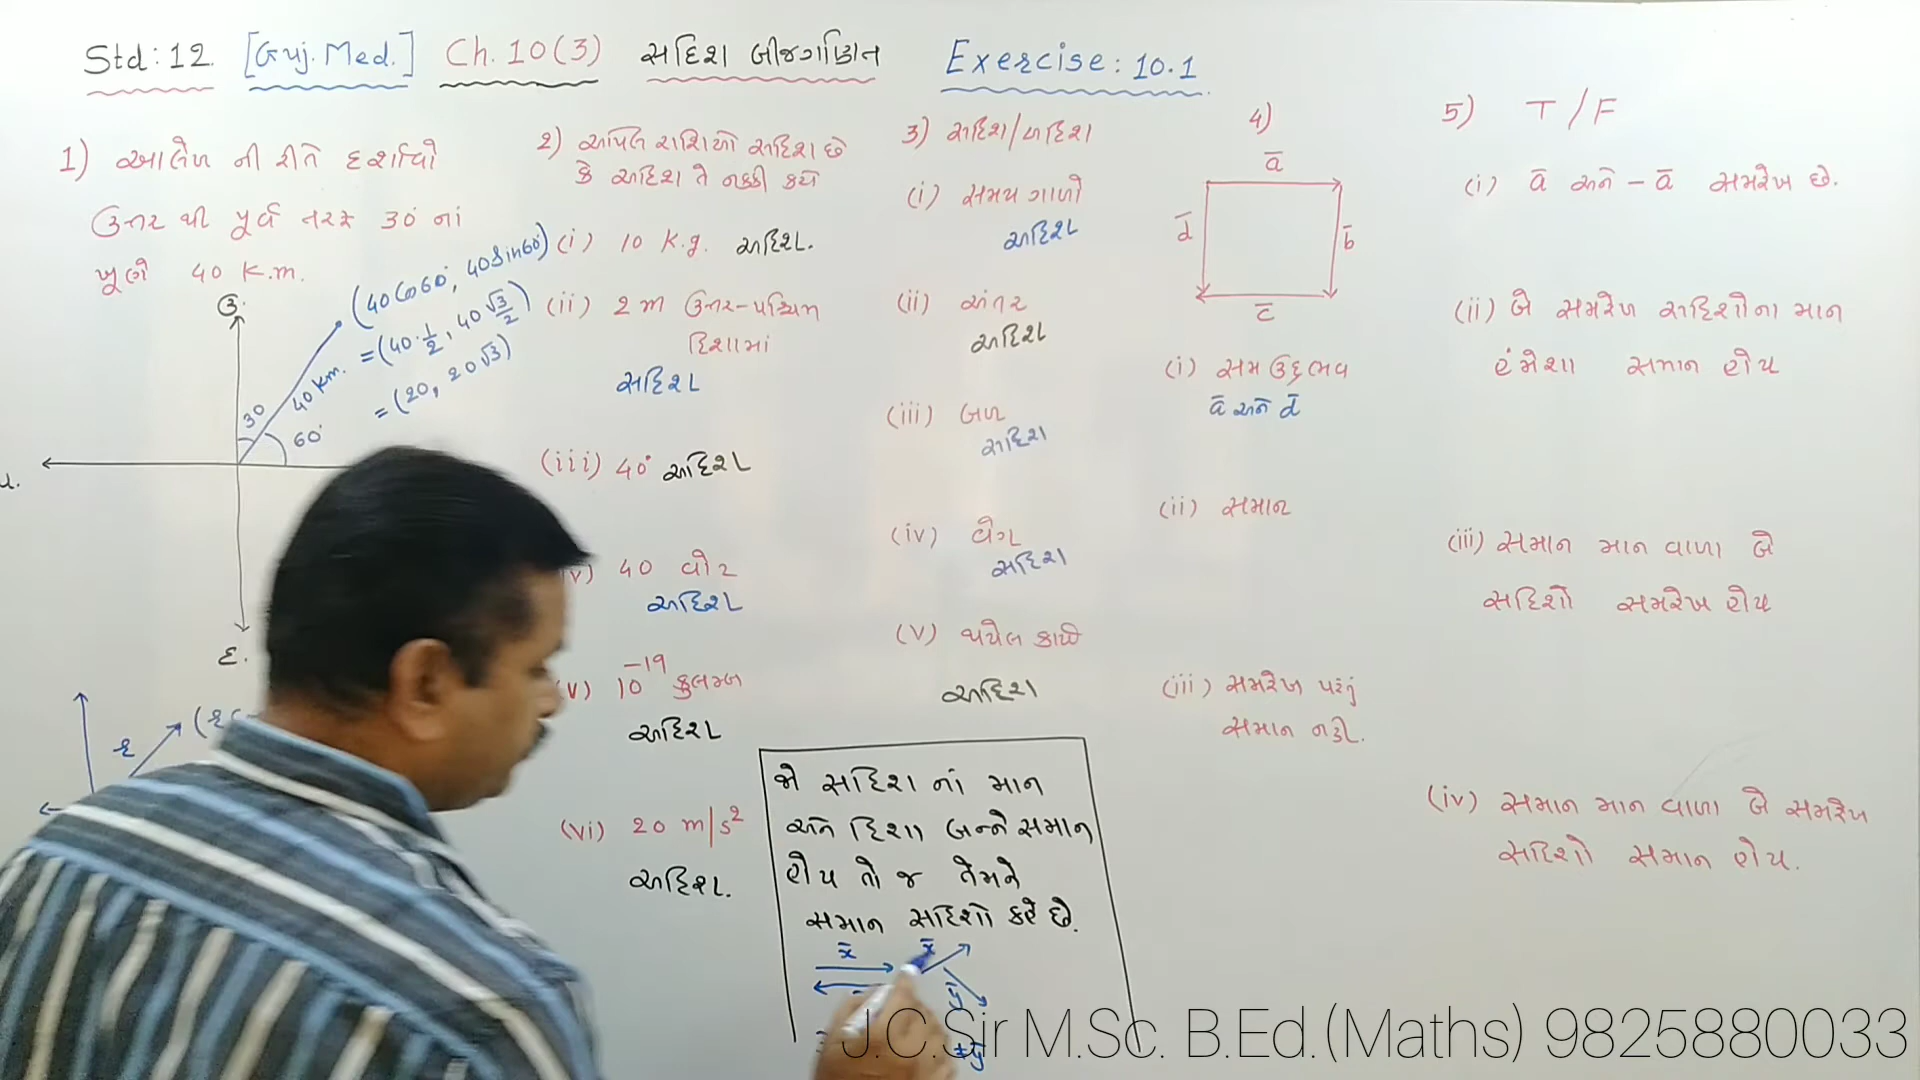 Std: 12. [Guj. Med.] Ch. 10 (3) સદિશ બીજગણિત Exercise: 10.1
1) આલેખ ની રીતે દર્શાવો
ઉત્તર થી પૂર્વ તરફ 30° નાં
ખૂણે 40 K.m.
ઉ.
(40 Cos60°, 40 Sin60°)
= (40·1/2, 40 √3/2)
= (20, 20√3)
40 km.
30
60°
પ.
દ.
2) આપેલ રાશિઓ સદિશ છે
કે અદિશ તે નક્કી કરો
(i) 10 K.g. અદિશ.
(ii) 2 m ઉત્તર-પશ્ચિમ
દિશામાં
સદિશ
(iii) 40° અદિશ
40 વોટ
અદિશ
(v) 10^-19 કુલમ્બ
અદિશ
(vi) 20 m/s²
અદિશ.
3) સદિશ/અદિશ
(i) સમય ગાળો
અદિશ
(ii) અંતર
અદિશ
(iii) બળ
સદિશ
(iv) વેગ
સદિશ
(v) થયેલ કાર્ય
અદિશ
જો સદિશ નાં માન
અને દિશા બન્ને સમાન
હોય તો જ તેમને
સમાન સદિશો કહે છે.
x̄
x̄
ȳ
≠ȳ
4)
ā
d̄
b̄
c̄
(i) સમ ઉદ્દભવ
ā અને d̄
(ii) સમાન
(iii) સમરેખ પરંતુ
સમાન નહી.
5) T/F
(i) ā અને -ā સમરેખ છે.
(ii) બે સમરેખ સદિશોના માન
હંમેશા સમાન હોય
(iii) સમાન માન વાળા બે
સદિશો સમરેખ હોય
(iv) સમાન માન વાળા બે સમરેખ
સદિશો સમાન હોય.
J.C.Sir M.Sc. B.Ed.(Maths) 9825880033